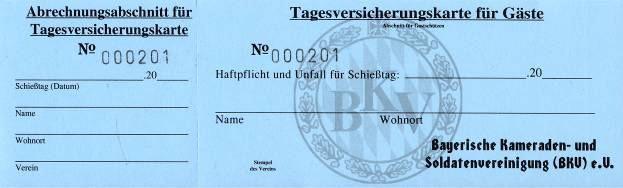 Abrechnungsabschnitt für
Tagesversicherungskarte
No 000201
.20
Schießtag (Datum)
Name
Wohnort
Verein
Tagesversicherungskarte für Gäste
Abschnitt für Gastschützen
No 000201
Haftpflicht und Unfall für Schießtag: .20
BKV
Name Wohnort
Stempel
des Vereins
Bayerische Kameraden- und
Soldatenvereinigung (BKV) e.V.